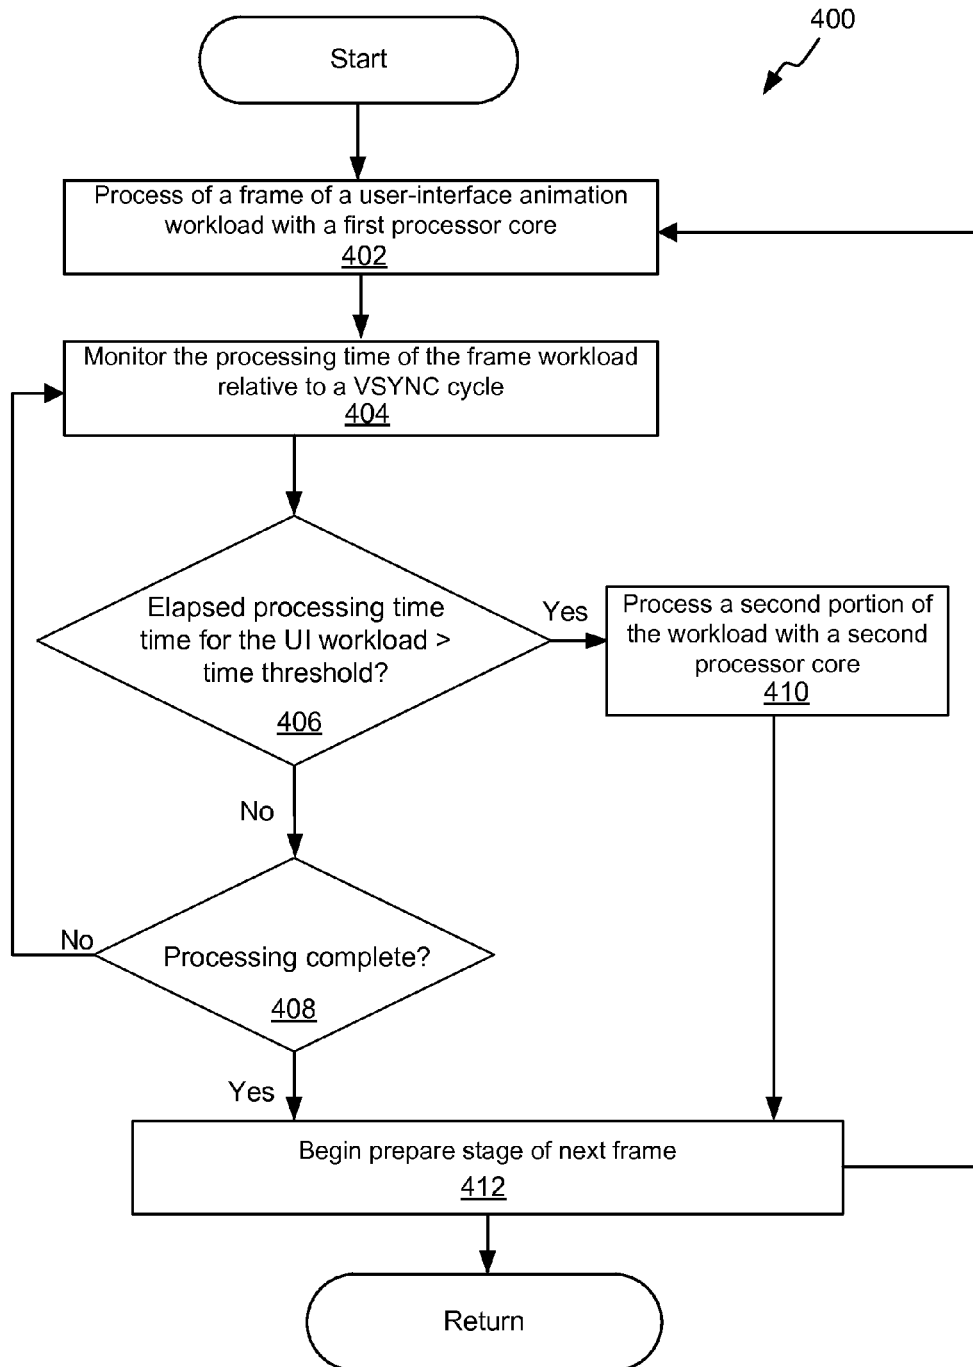 400
Start
Process of a frame of a user-interface animation
workload with a first processor core
402
Monitor the processing time of the frame workload
relative to a VSYNC cycle
404
Elapsed processing time
time for the UI workload >
time threshold?
406
Yes
Process a second portion of
the workload with a second
processor core
410
No
No
Processing complete?
408
Yes
Begin prepare stage of next frame
412
Return